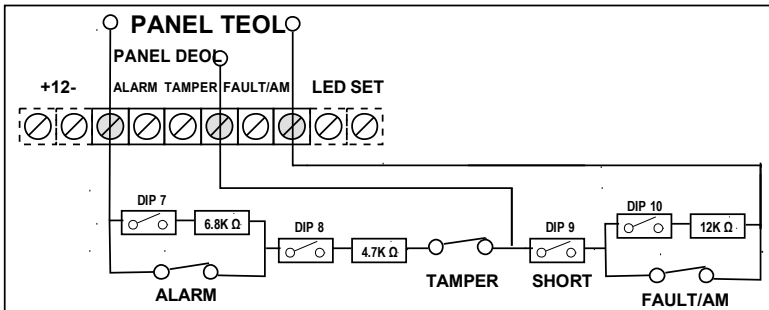 PANEL TEOL
PANEL DEOL
+12- ALARM TAMPER FAULT/AM LED SET
DIP 7 6.8K Ω DIP 8 4.7K Ω DIP 9 DIP 10 12K Ω
ALARM TAMPER SHORT FAULT/AM